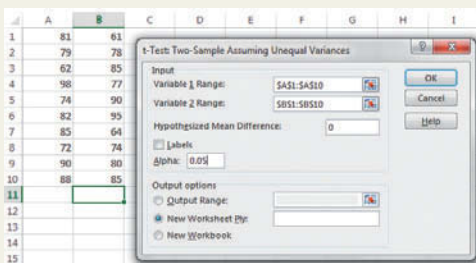 A B C D E F G H I
1 81 61
2 79 78
3 62 85
4 98 77
5 74 90
6 82 95
7 85 64
8 72 74
9 90 80
10 88 85
11
12
13
14
15
t-Test: Two-Sample Assuming Unequal Variances
Input
Variable 1 Range: $A$1:$A$10
Variable 2 Range: $B$1:$B$10
Hypothesized Mean Difference: 0
Labels
Alpha: 0.05
Output options
Output Range:
New Worksheet Ply:
New Workbook
OK
Cancel
Help